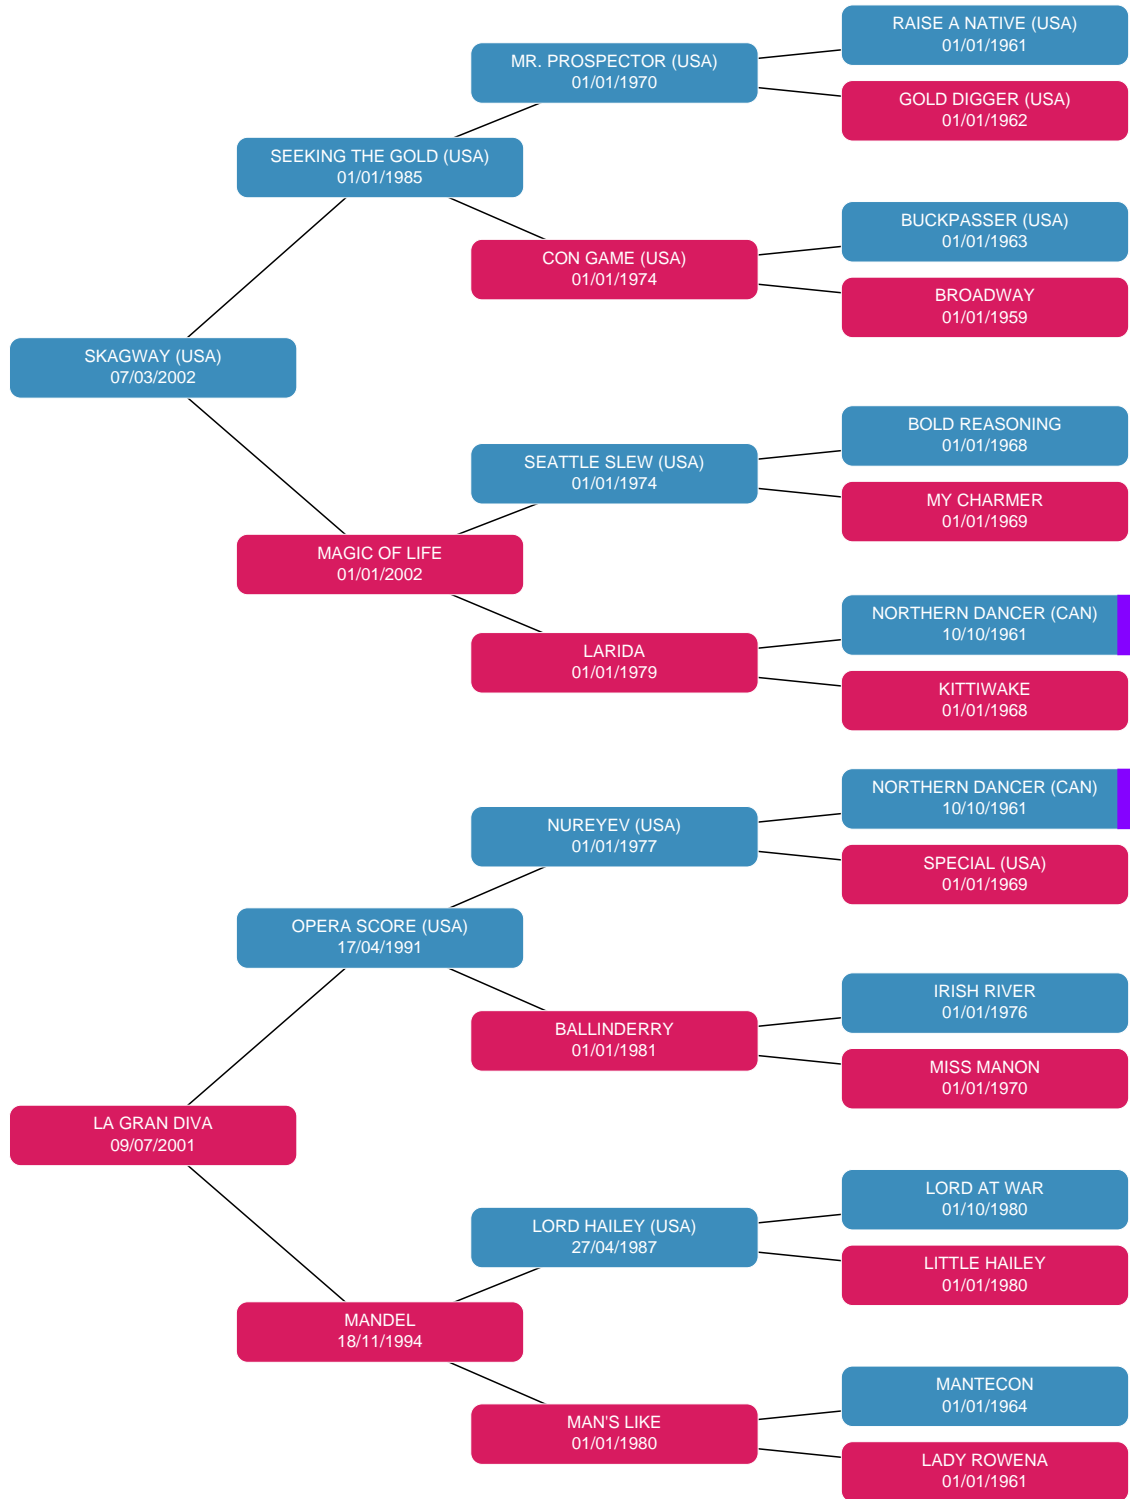 RAISE A NATIVE (USA)
01/01/1961
MR. PROSPECTOR (USA)
01/01/1970
GOLD DIGGER (USA)
01/01/1962
SEEKING THE GOLD (USA)
01/01/1985
BUCKPASSER (USA)
01/01/1963
CON GAME (USA)
01/01/1974
BROADWAY
01/01/1959
SKAGWAY (USA)
07/03/2002
BOLD REASONING
01/01/1968
SEATTLE SLEW (USA)
01/01/1974
MY CHARMER
01/01/1969
MAGIC OF LIFE
01/01/2002
NORTHERN DANCER (CAN)
10/10/1961
LARIDA
01/01/1979
KITTIWAKE
01/01/1968
NORTHERN DANCER (CAN)
10/10/1961
NUREYEV (USA)
01/01/1977
SPECIAL (USA)
01/01/1969
OPERA SCORE (USA)
17/04/1991
IRISH RIVER
01/01/1976
BALLINDERRY
01/01/1981
MISS MANON
01/01/1970
LA GRAN DIVA
09/07/2001
LORD AT WAR
01/10/1980
LORD HAILEY (USA)
27/04/1987
LITTLE HAILEY
01/01/1980
MANDEL
18/11/1994
MANTECON
01/01/1964
MAN'S LIKE
01/01/1980
LADY ROWENA
01/01/1961